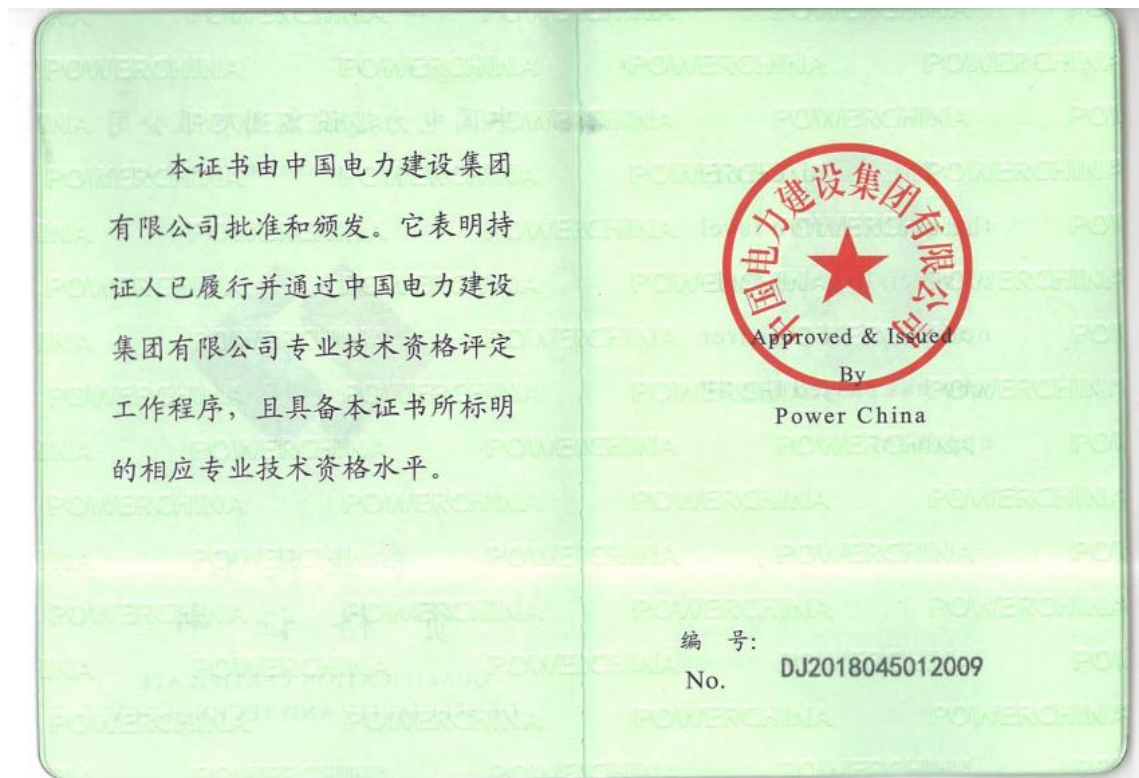 本证书由中国电力建设集团
有限公司批准和颁发。它表明持
证人已履行并通过中国电力建设
集团有限公司专业技术资格评定
工作程序，且具备本证书所标明
的相应专业技术资格水平。
中国电力建设集团有限公司
Approved & Issued
By
Power China
编 号:
No. DJ2018045012009
POWERCHINA